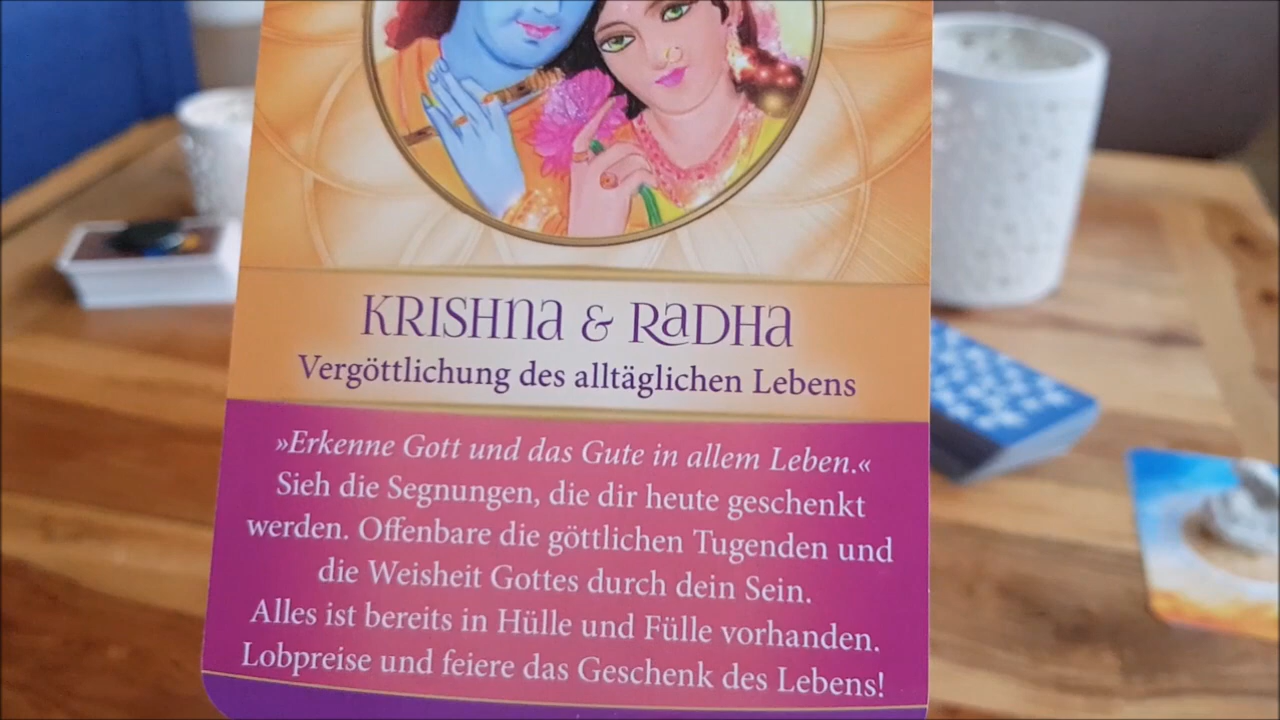 KRISHna & RaDHa
Vergöttlichung des alltäglichen Lebens
»Erkenne Gott und das Gute in allem Leben.«
Sieh die Segnungen, die dir heute geschenkt
werden. Offenbare die göttlichen Tugenden und
die Weisheit Gottes durch dein Sein.
Alles ist bereits in Hülle und Fülle vorhanden.
Lobpreise und feiere das Geschenk des Lebens!